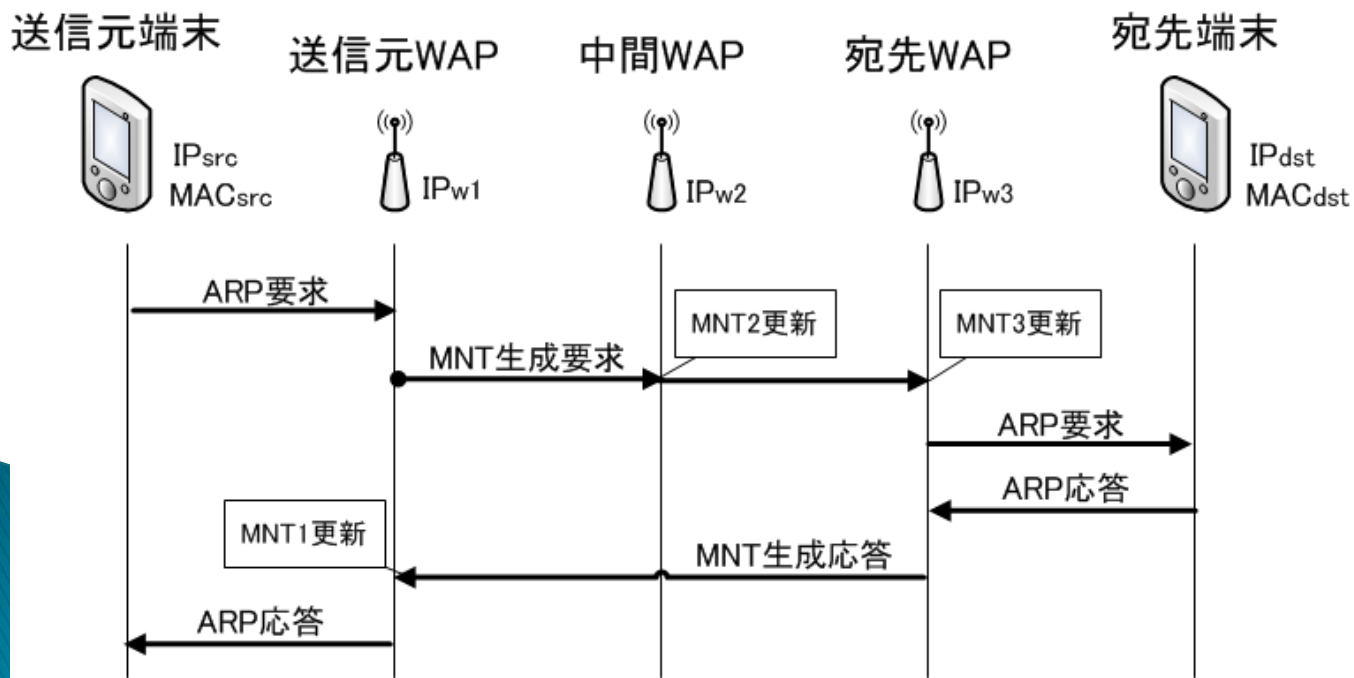 送信元端末
送信元WAP
中間WAP
宛先WAP
宛先端末
IPsrc
MACsrc
IPw1
IPw2
IPw3
IPdst
MACdst
ARP要求
MNT生成要求
MNT2更新
MNT3更新
ARP要求
ARP応答
MNT1更新
MNT生成応答
ARP応答